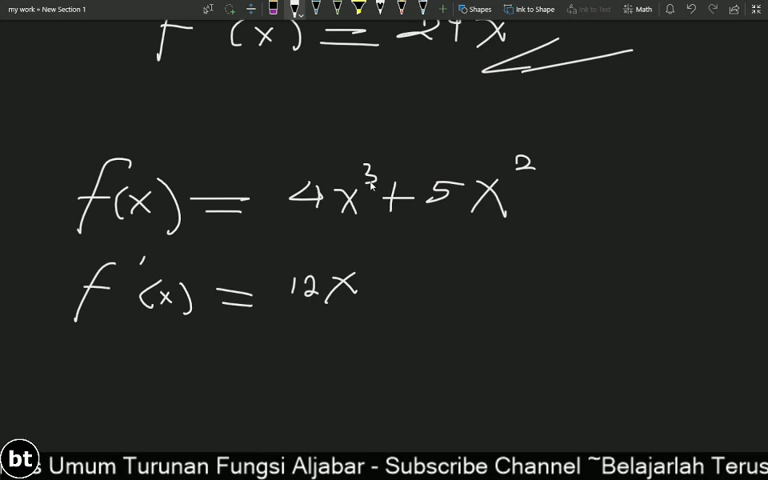 my work » New Section 1
Shapes Ink to Shape Ink to Text Math
f (x) = 24x
f(x) = 4x³ + 5x²
f'(x) = 12x
bt
s Umum Turunan Fungsi Aljabar - Subscribe Channel ~Belajarlah Terus